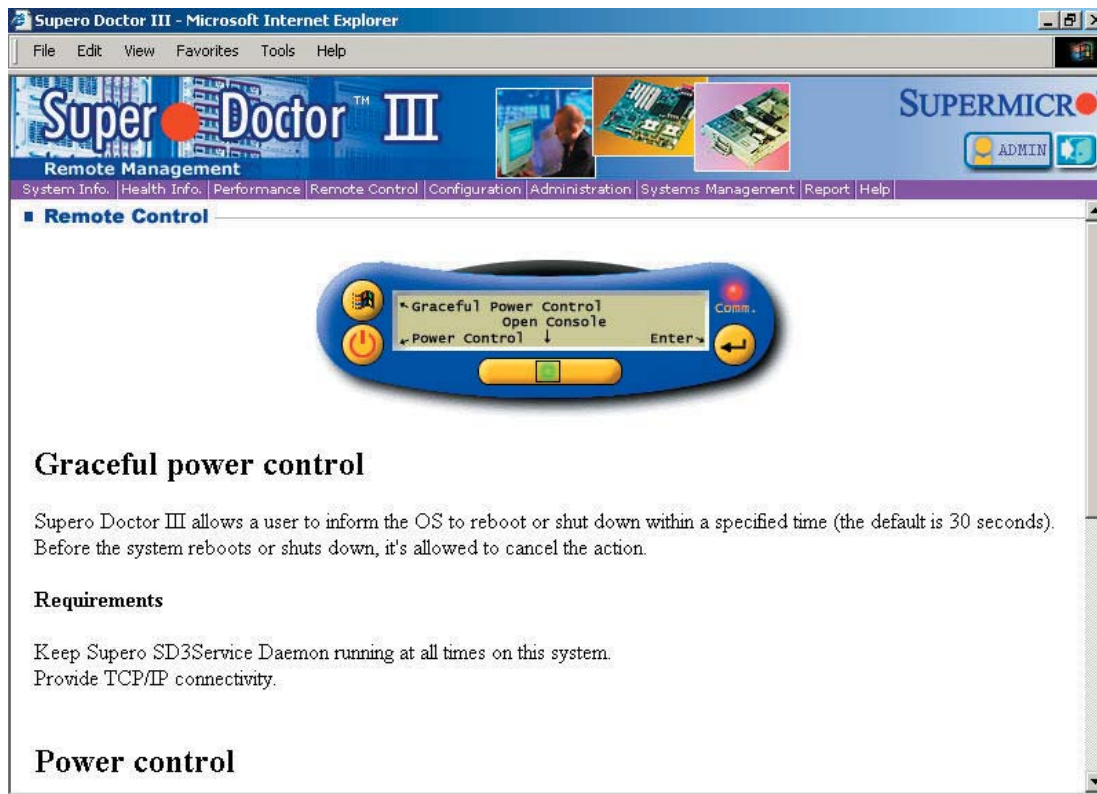 Supero Doctor III - Microsoft Internet Explorer
File Edit View Favorites Tools Help
Super Doctor™ III
SUPERMICR
ADMIN
Remote Management
System Info. Health Info. Performance Remote Control Configuration Administration Systems Management Report Help
Remote Control
Graceful Power Control
Comm.
Open Console
Power Control Enter
Graceful power control
Supero Doctor III allows a user to inform the OS to reboot or shut down within a specified time (the default is 30 seconds).
Before the system reboots or shuts down, it's allowed to cancel the action.
Requirements
Keep Supero SD3Service Daemon running at all times on this system.
Provide TCP/IP connectivity.
Power control